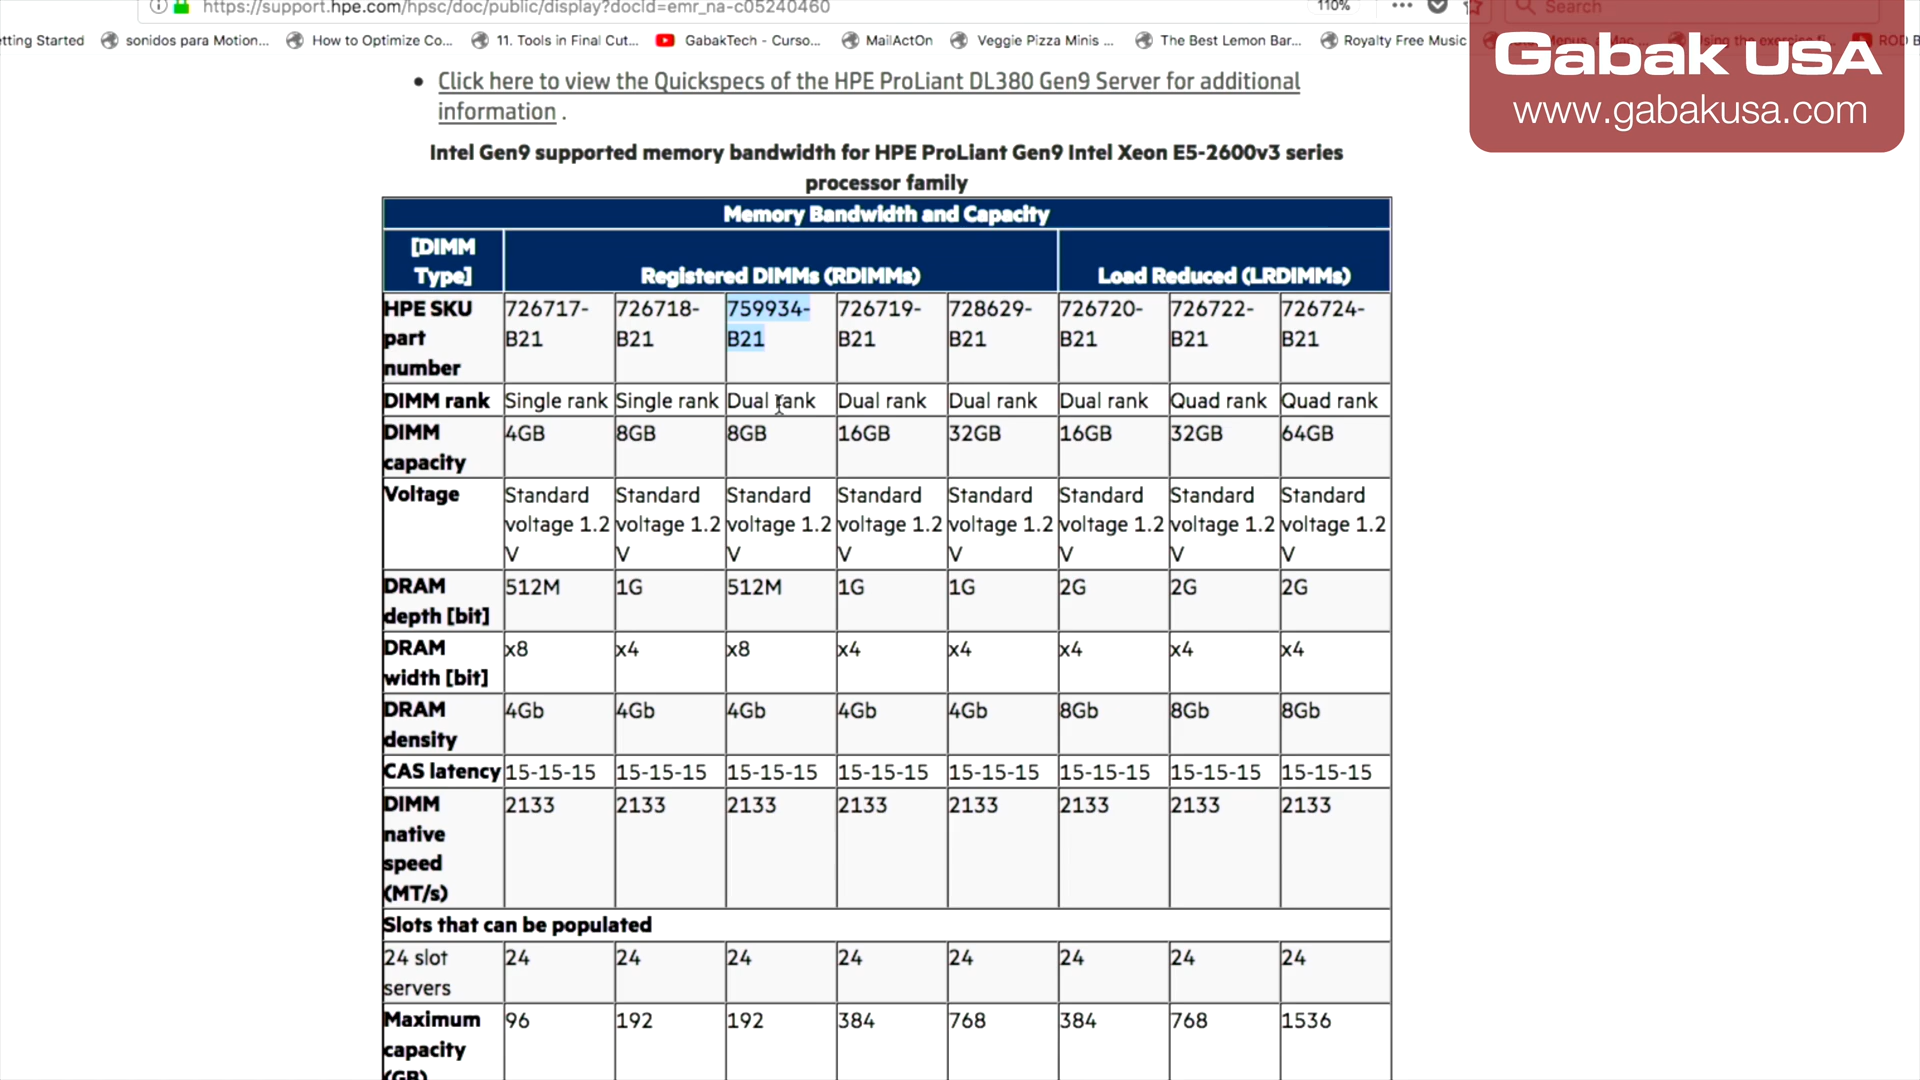 https://support.hpe.com/hpsc/doc/public/display?docId=emr_na-c05240460
110%
Search
tting Started
sonidos para Motion...
How to Optimize Co...
11. Tools in Final Cut...
GabakTech - Curso...
MailActOn
Veggie Pizza Minis ...
The Best Lemon Bar...
Royalty Free Music
Gabak USA
www.gabakusa.com
Click here to view the Quickspecs of the HPE ProLiant DL380 Gen9 Server for additional
information .
Intel Gen9 supported memory bandwidth for HPE ProLiant Gen9 Intel Xeon E5-2600v3 series
processor family
Memory Bandwidth and Capacity
[DIMM
Type] Registered DIMMs (RDIMMs) Load Reduced (LRDIMMs)
HPE SKU 726717- 726718- 759934- 726719- 728629- 726720- 726722- 726724-
part B21 B21 B21 B21 B21 B21 B21 B21
number
DIMM rank Single rank Single rank Dual rank Dual rank Dual rank Dual rank Quad rank Quad rank
DIMM 4GB 8GB 8GB 16GB 32GB 16GB 32GB 64GB
capacity
Voltage Standard Standard Standard Standard Standard Standard Standard Standard
voltage 1.2 voltage 1.2 voltage 1.2 voltage 1.2 voltage 1.2 voltage 1.2 voltage 1.2 voltage 1.2
V V V V V V V V
DRAM 512M 1G 512M 1G 1G 2G 2G 2G
depth [bit]
DRAM x8 x4 x8 x4 x4 x4 x4 x4
width [bit]
DRAM 4Gb 4Gb 4Gb 4Gb 4Gb 8Gb 8Gb 8Gb
density
CAS latency 15-15-15 15-15-15 15-15-15 15-15-15 15-15-15 15-15-15 15-15-15 15-15-15
DIMM 2133 2133 2133 2133 2133 2133 2133 2133
native
speed
(MT/s)
Slots that can be populated
24 slot 24 24 24 24 24 24 24 24
servers
Maximum 96 192 192 384 768 384 768 1536
capacity
(GB)